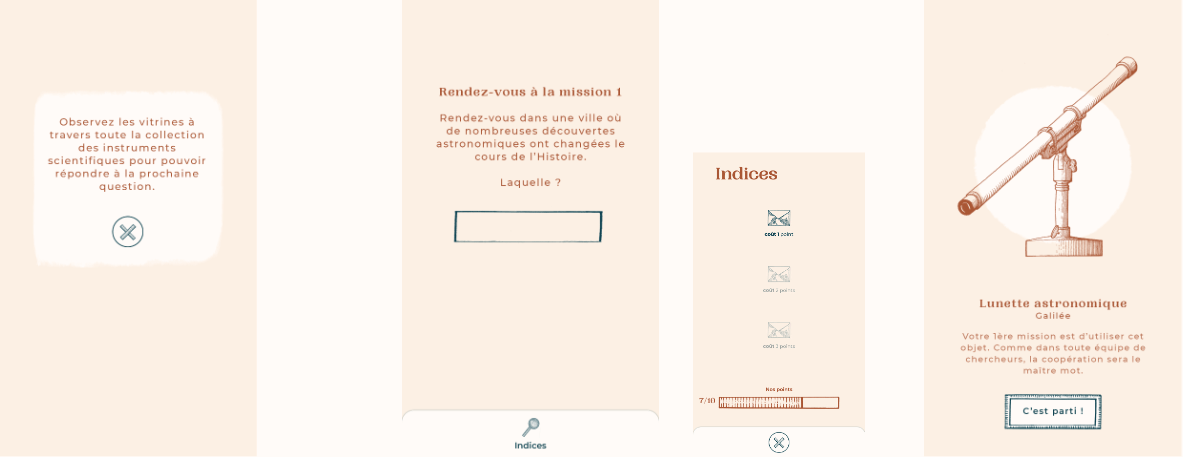 Observez les vitrines à
travers toute la collection
des instruments
scientifiques pour pouvoir
répondre à la prochaine
question.
Rendez-vous à la mission 1
Rendez-vous dans une ville où
de nombreuses découvertes
astronomiques ont changées le
cours de l'Histoire.
Laquelle ?
Indices
Indices
coût 1 point
coût 2 points
coût 3 points
Nos points
7/10
Lunette astronomique
Galilée
Votre 1ère mission est d'utiliser cet
objet. Comme dans toute équipe de
chercheurs, la coopération sera le
maître mot.
C'est parti !